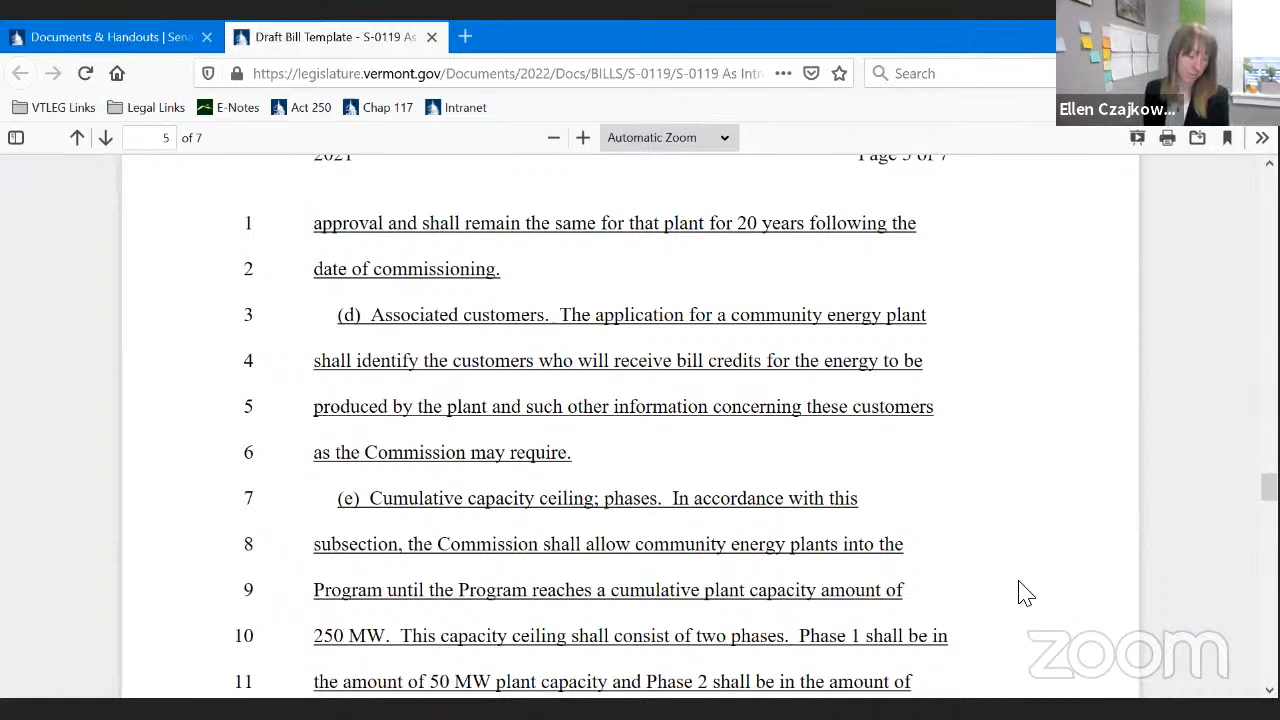 Documents & Handouts | Sena
Draft Bill Template - S-0119 As
https://legislature.vermont.gov/Documents/2022/Docs/BILLS/S-0119/S-0119 As Intr
Search
VTLEG Links
Legal Links
E-Notes
Act 250
Chap 117
Intranet
Ellen Czajkow...
5 of 7
Automatic Zoom
2021 Page 5 of 7
1 approval and shall remain the same for that plant for 20 years following the
2 date of commissioning.
3 (d) Associated customers. The application for a community energy plant
4 shall identify the customers who will receive bill credits for the energy to be
5 produced by the plant and such other information concerning these customers
6 as the Commission may require.
7 (e) Cumulative capacity ceiling; phases. In accordance with this
8 subsection, the Commission shall allow community energy plants into the
9 Program until the Program reaches a cumulative plant capacity amount of
10 250 MW. This capacity ceiling shall consist of two phases. Phase 1 shall be in
11 the amount of 50 MW plant capacity and Phase 2 shall be in the amount of
zoom